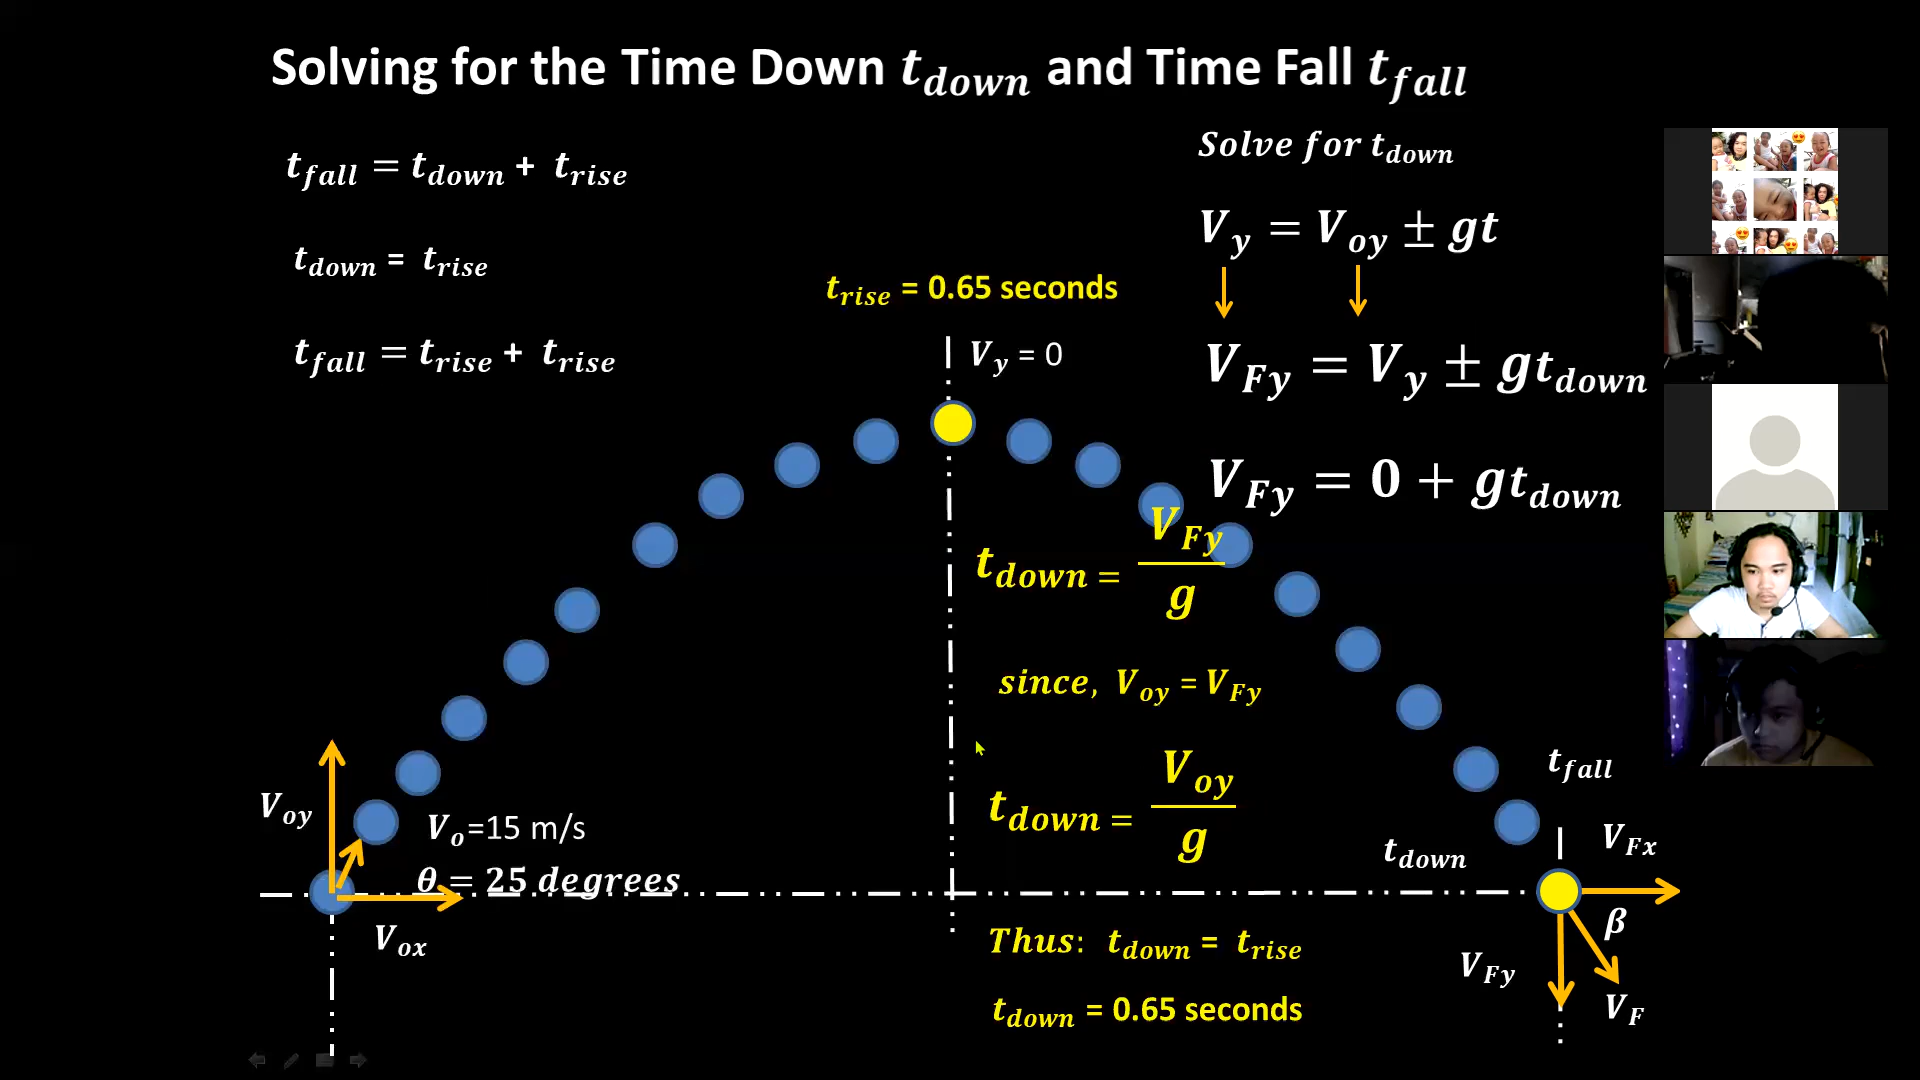 Solving for the Time Down t_down and Time Fall t_fall
t_fall = t_down + t_rise
t_down = t_rise
t_fall = t_rise + t_rise
t_rise = 0.65 seconds
V_y = 0
Solve for t_down
V_y = V_oy ± gt
V_Fy = V_y ± gt_down
V_Fy = 0 + gt_down
t_down = V_Fy / g
since, V_oy = V_Fy
t_down = V_oy / g
Thus: t_down = t_rise
t_down = 0.65 seconds
V_oy
V_o=15 m/s
θ = 25 degrees
V_ox
t_fall
t_down
V_Fx
β
V_Fy
V_F